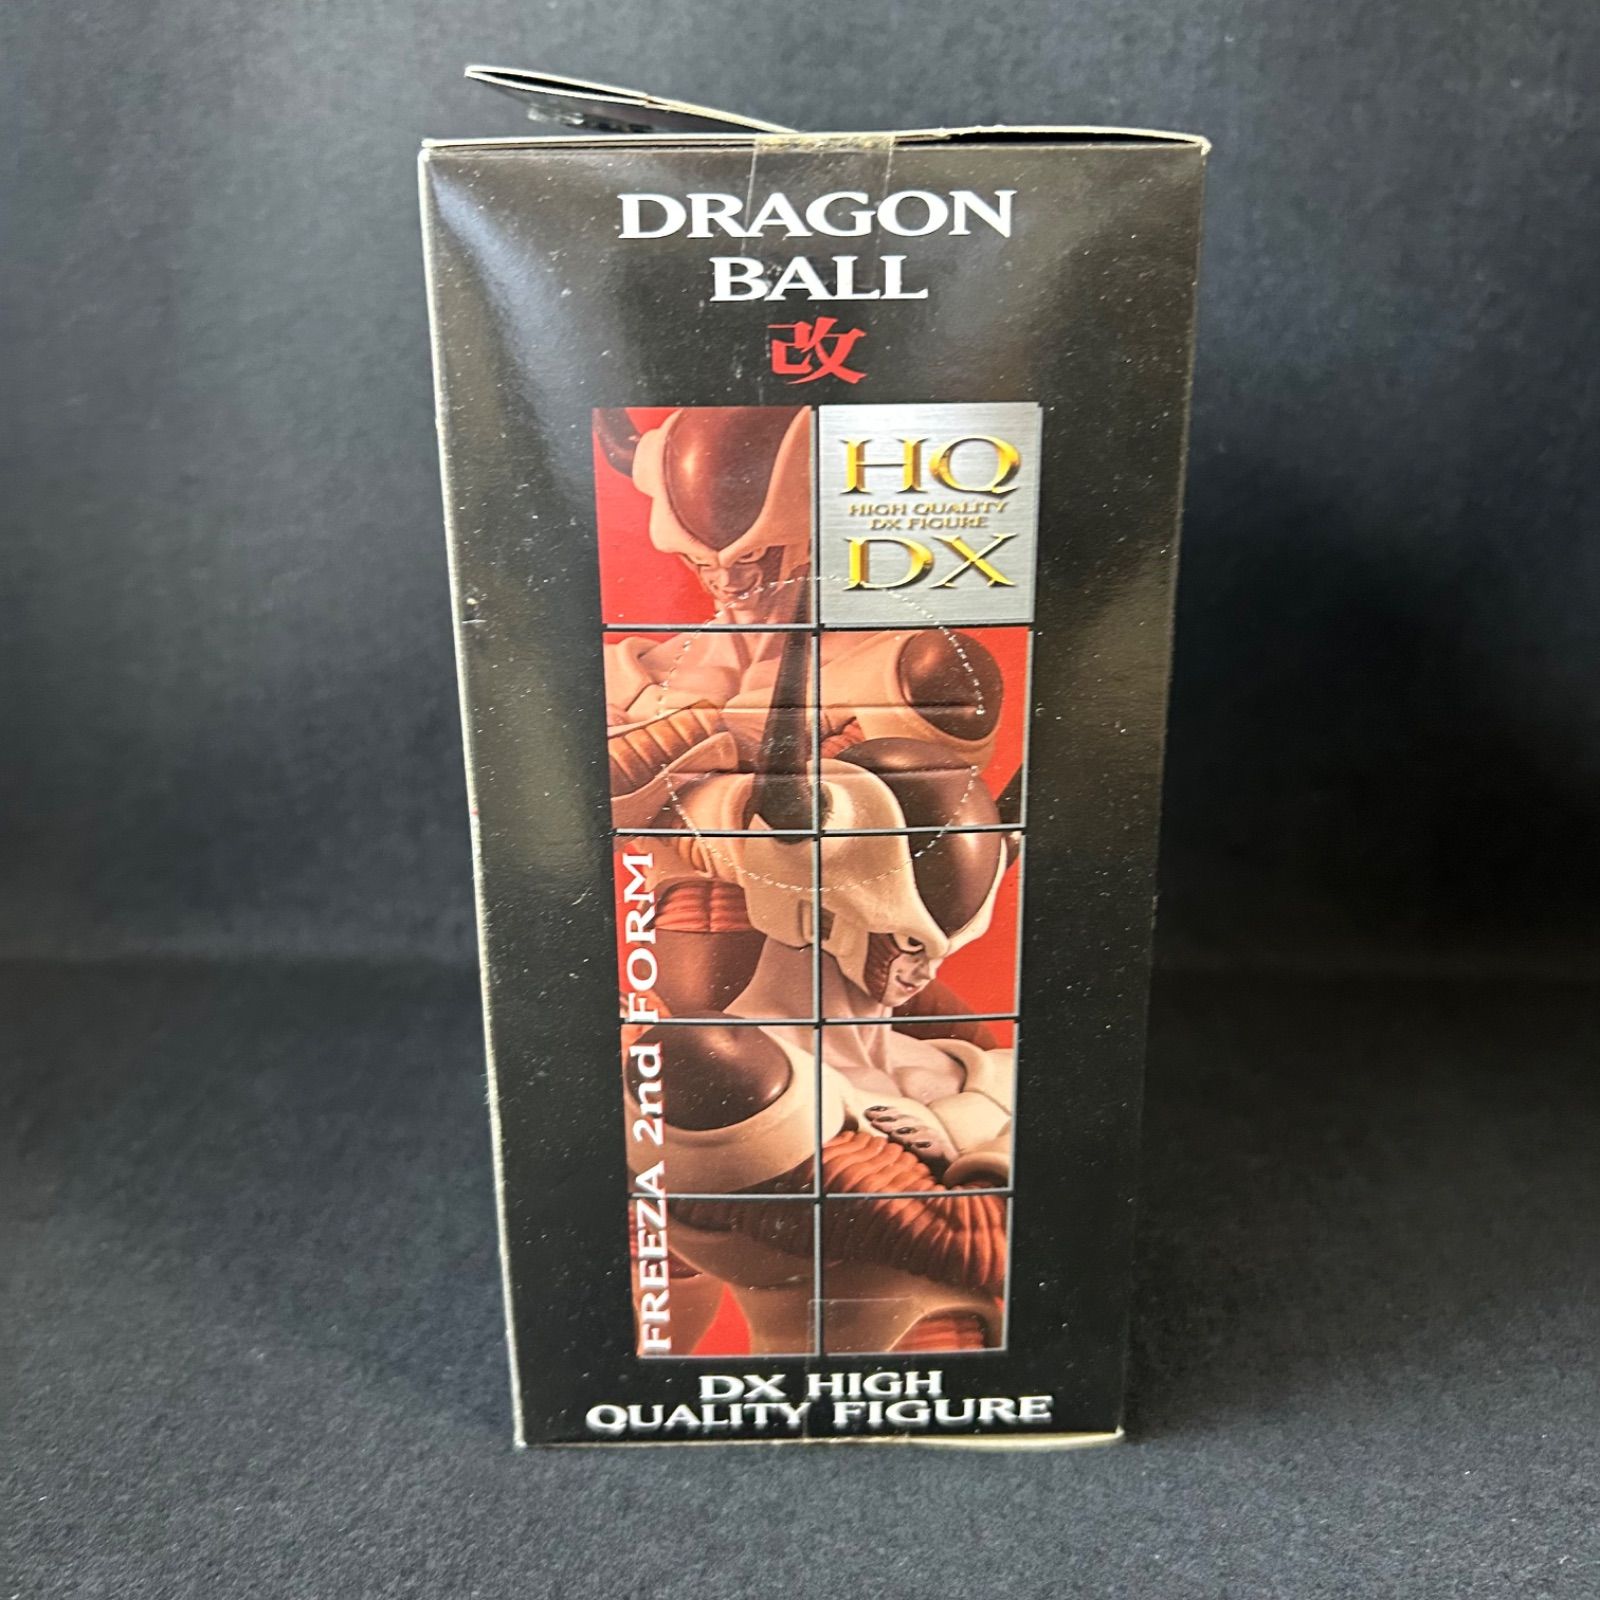 DRAGON
BALL
改
HQ
HIGH QUALITY
DX FIGURE
DX
FREEZA 2nd FORM
DX HIGH
QUALITY FIGURE